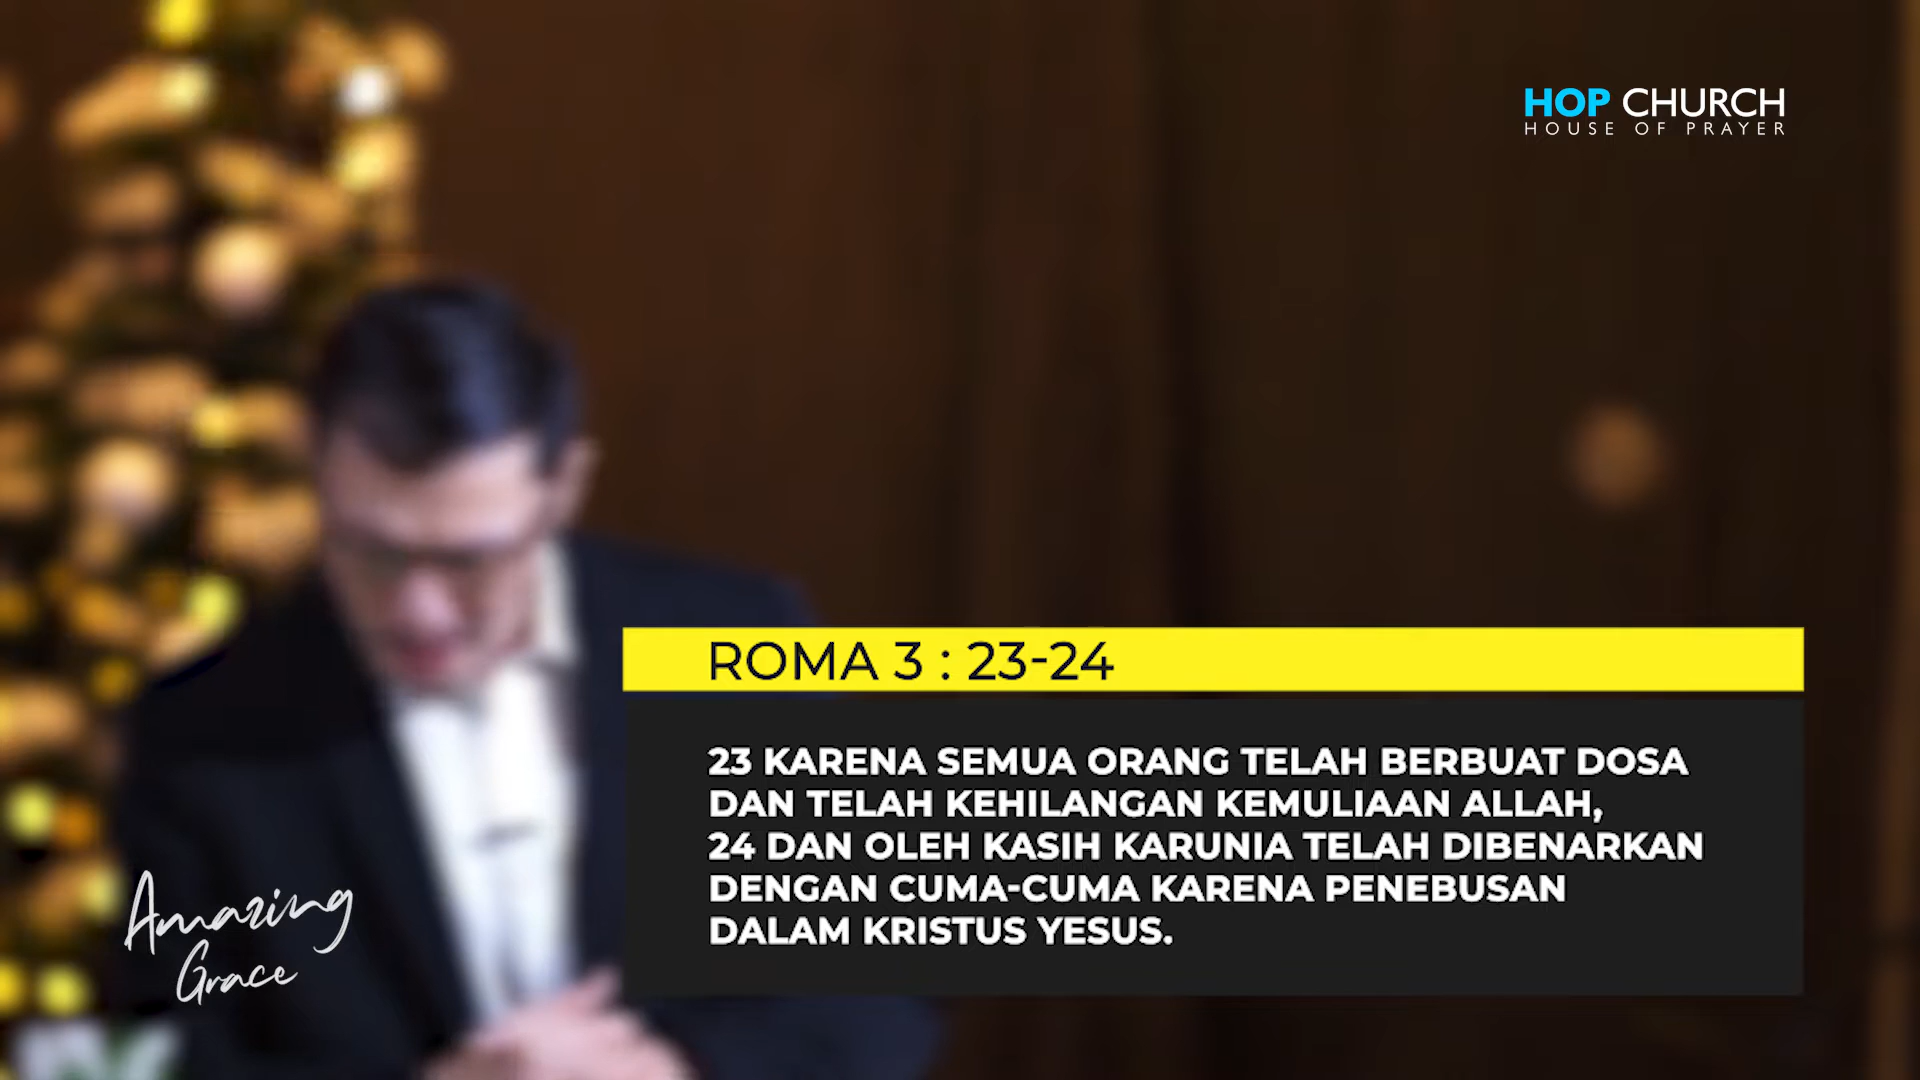 HOP CHURCH
HOUSE OF PRAYER
ROMA 3 : 23-24
23 KARENA SEMUA ORANG TELAH BERBUAT DOSA
DAN TELAH KEHILANGAN KEMULIAAN ALLAH,
24 DAN OLEH KASIH KARUNIA TELAH DIBENARKAN
DENGAN CUMA-CUMA KARENA PENEBUSAN
DALAM KRISTUS YESUS.
Amazing
Grace